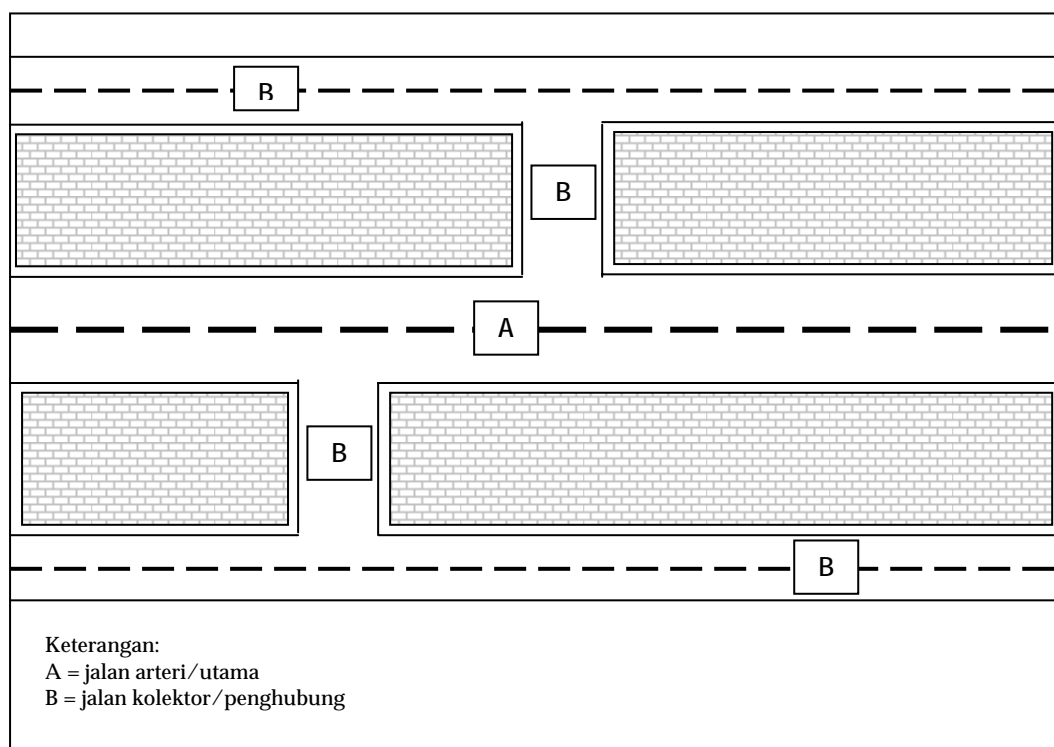 B
B
A
B
B
Keterangan:
A = jalan arteri/utama
B = jalan kolektor/penghubung